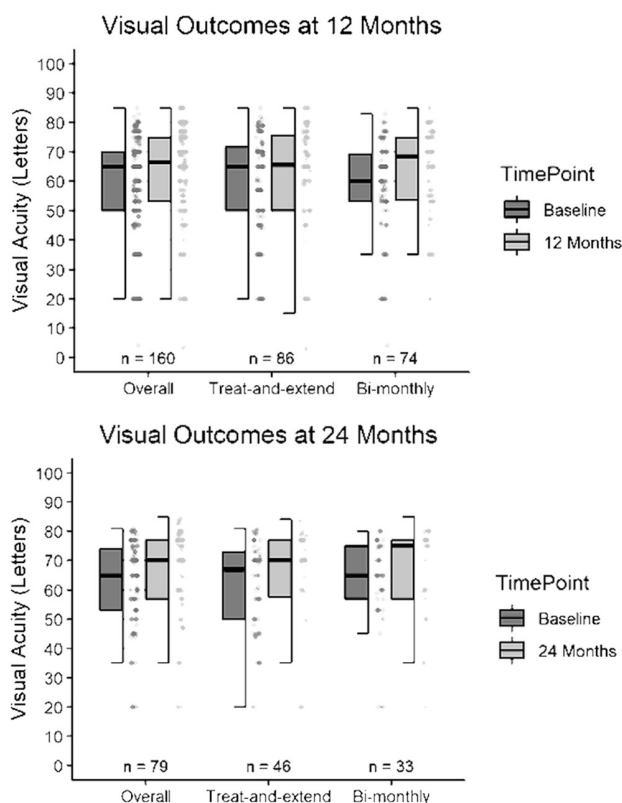 Visual Outcomes at 12 Months
Visual Acuity (Letters)
100
90
80
70
60
50
40
30
20
10
0
n = 160
n = 86
n = 74
Overall
Treat-and-extend
Bi-monthly
TimePoint
Baseline
12 Months
Visual Outcomes at 24 Months
Visual Acuity (Letters)
100
90
80
70
60
50
40
30
20
10
0
n = 79
n = 46
n = 33
Overall
Treat-and-extend
Bi-monthly
TimePoint
Baseline
24 Months